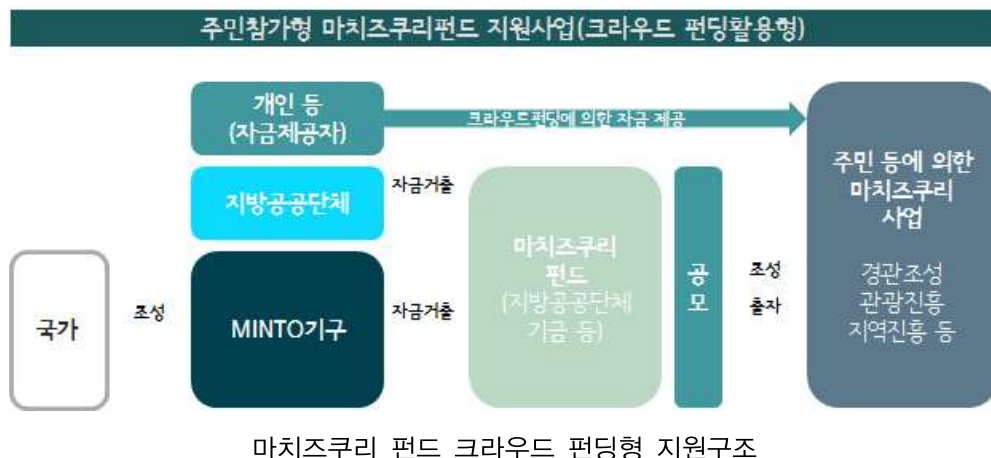 주민참가형 마치즈쿠리펀드 지원사업(크라우드 펀딩활용형)
개인 등
(자금제공자)
크라우드펀딩에 의한 자금 제공
지방공공단체
자금거출
국가
조성
MINTO기구
자금거출
마치즈쿠리
펀드
(지방공공단체
기금 등)
공
모
조성
출자
주민 등에 의한
마치즈쿠리
사업
경관조성
관광진흥
지역진흥 등
마치즈쿠리 펀드 크라우드 펀딩형 지원구조